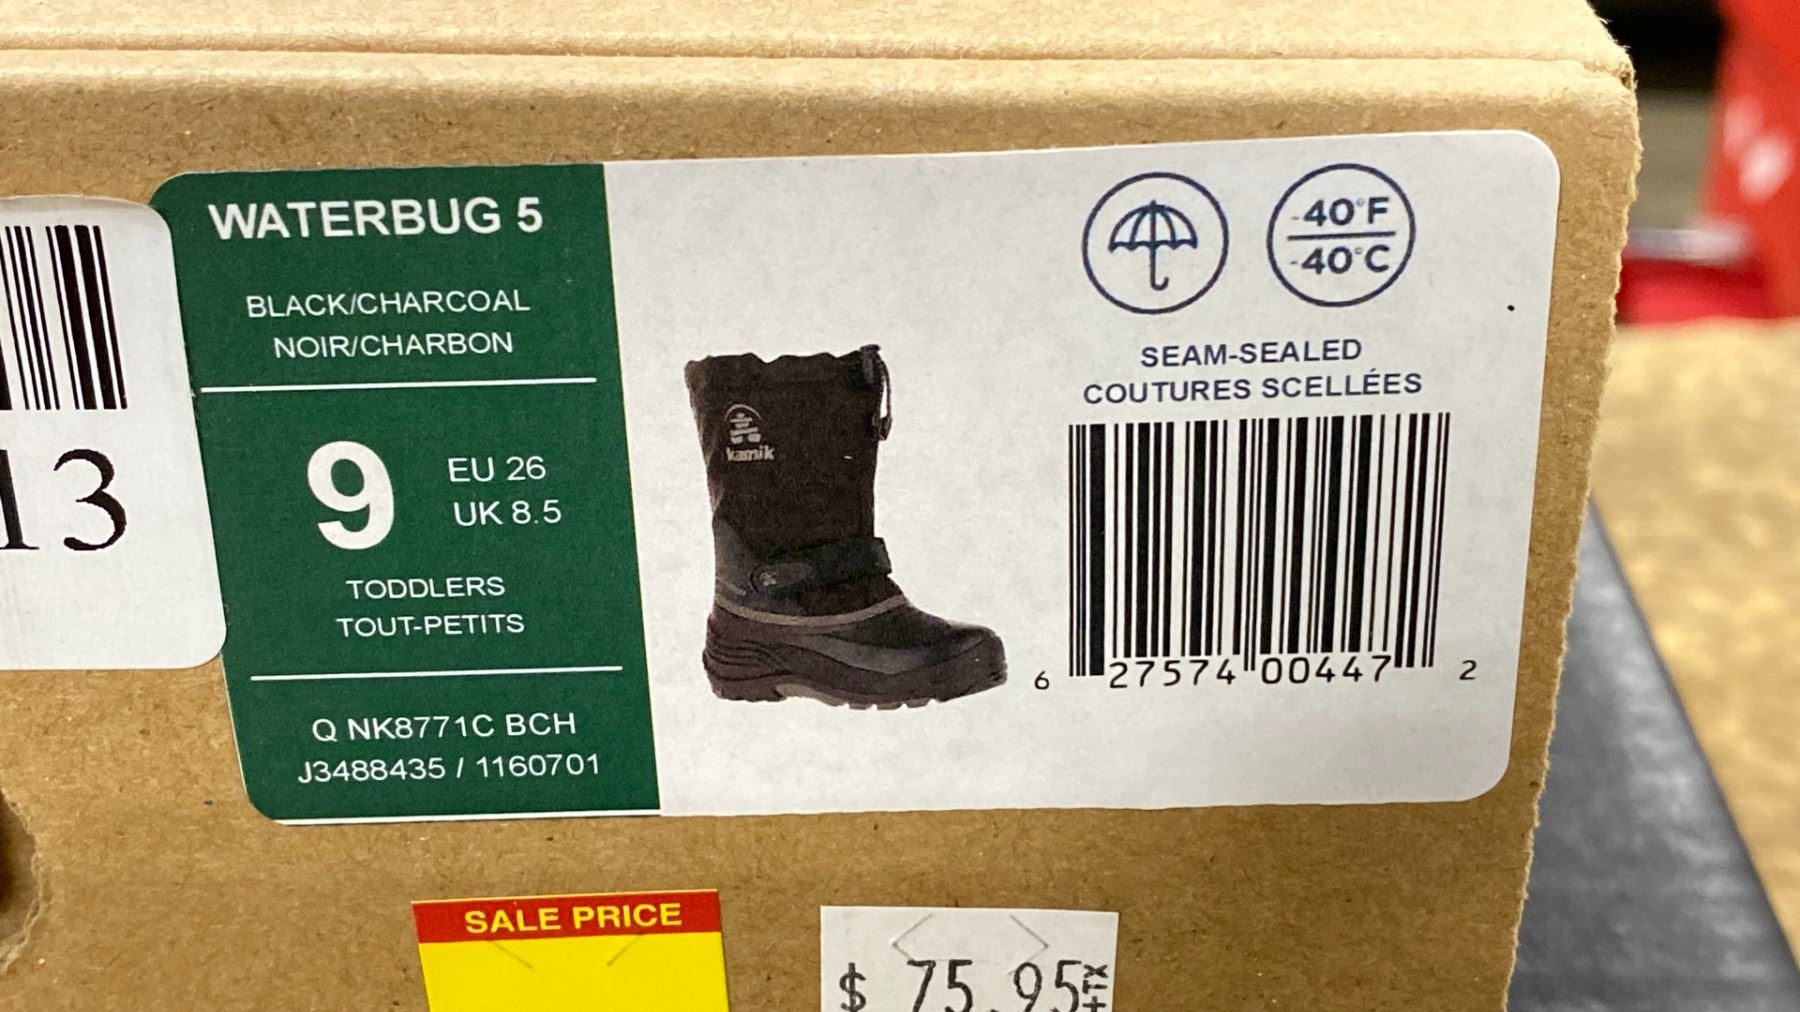 13
WATERBUG 5
BLACK/CHARCOAL
NOIR/CHARBON
9
EU 26
UK 8.5
TODDLERS
TOUT-PETITS
Q NK8771C BCH
J3488435 / 1160701
kamik
-40°F
-40°C
SEAM-SEALED
COUTURES SCELLÉES
6 27574 00447 2
SALE PRICE
$ 75.95+TX